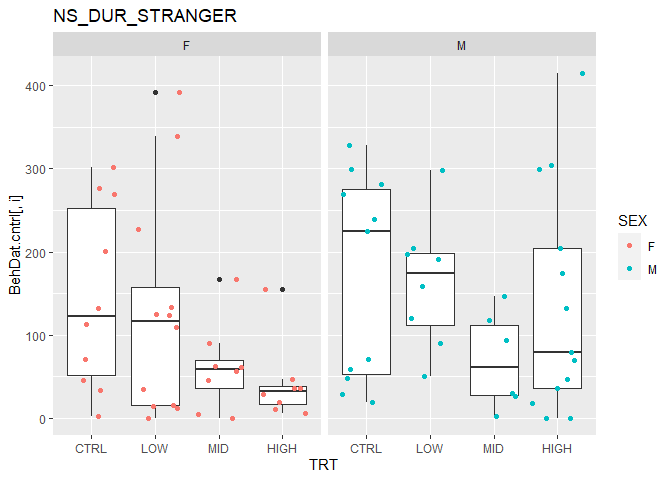 NS_DUR_STRANGER
F
M
400
300
200
100
0
BehDat.cntrl[, i]
CTRL
LOW
MID
HIGH
CTRL
LOW
MID
HIGH
TRT
SEX
F
M